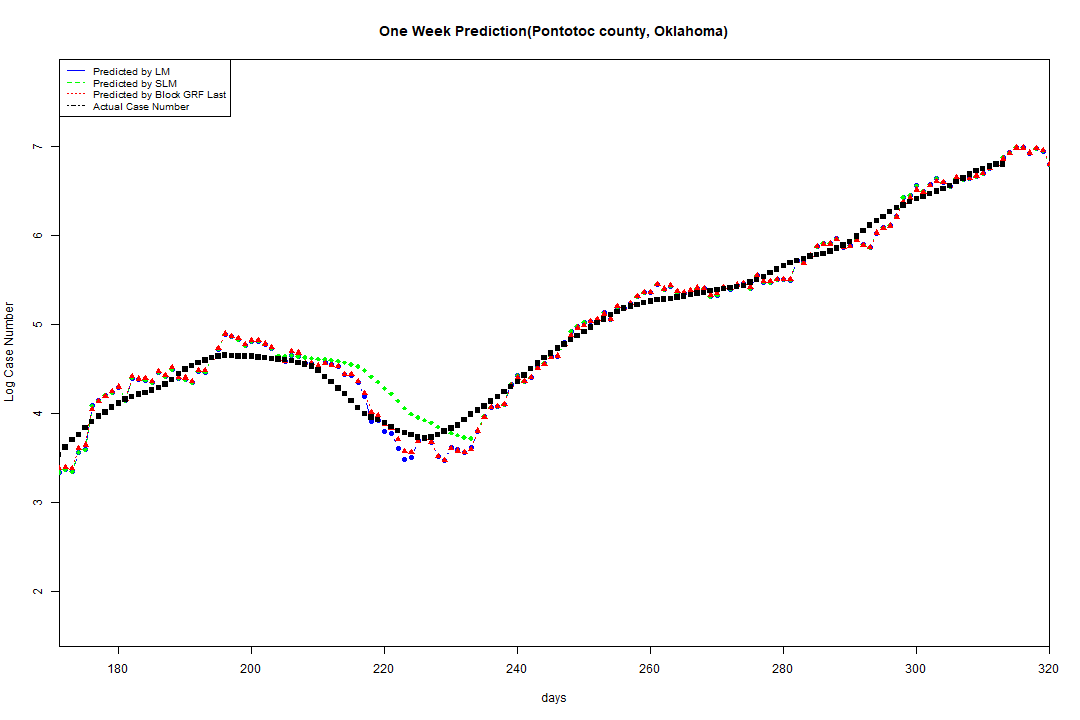 One Week Prediction(Pontotoc county, Oklahoma)
Predicted by LM
Predicted by SLM
Predicted by Block GRF Last
Actual Case Number
Log Case Number
7
6
5
4
3
2
180 200 220 240 260 280 300 320
days